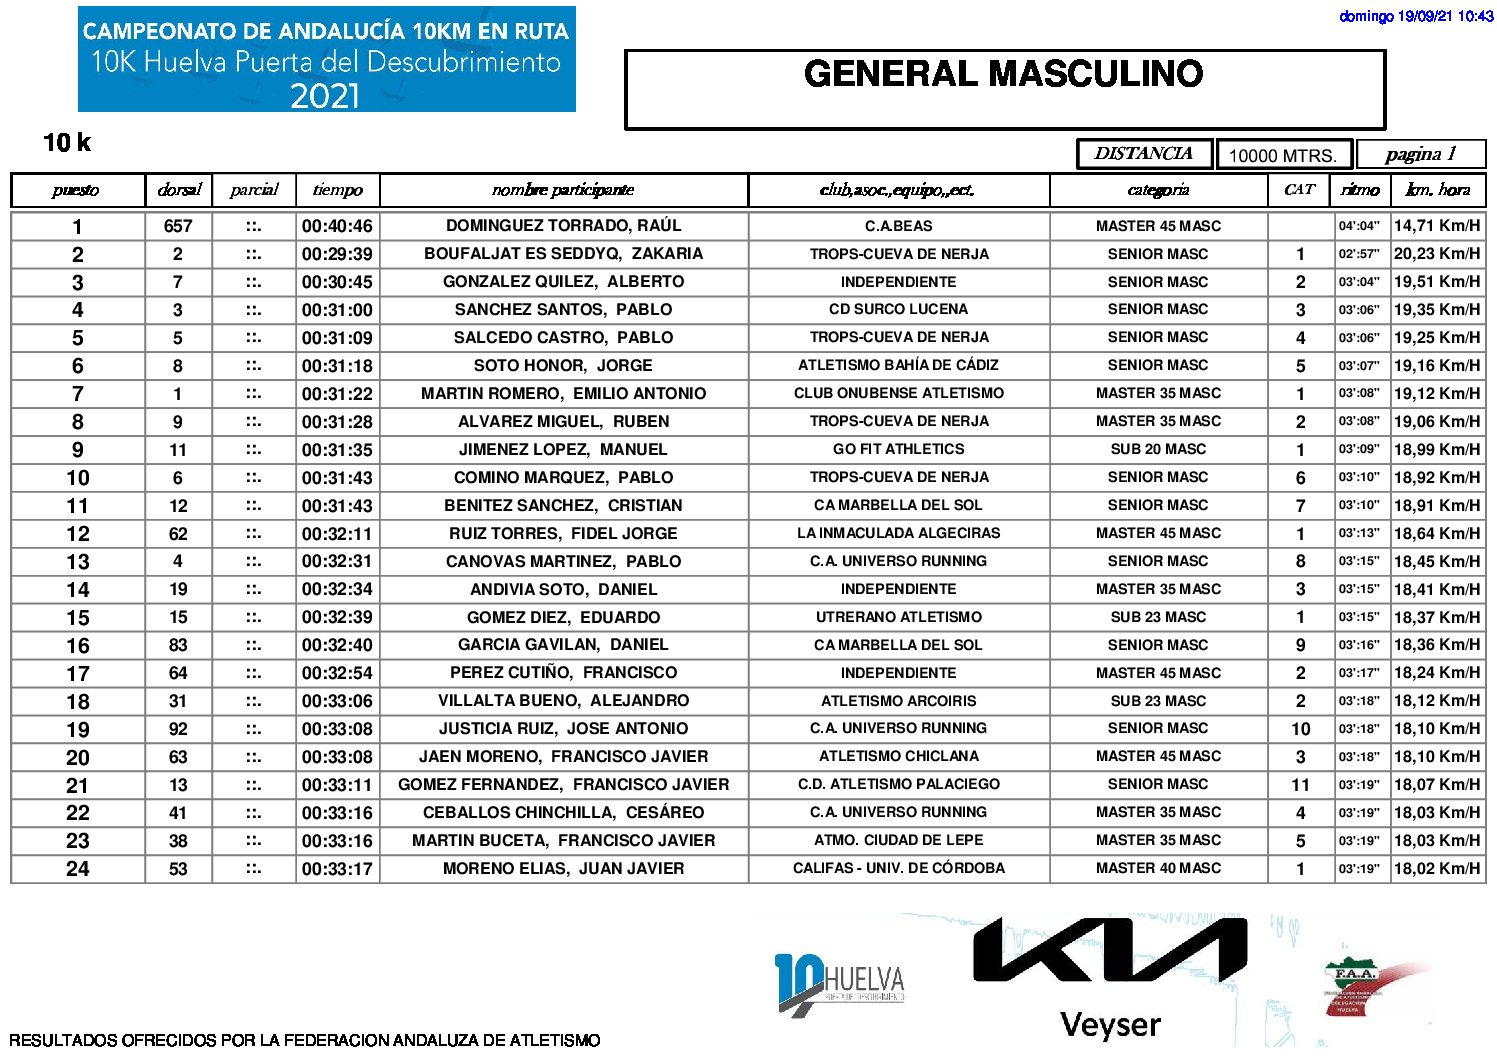 domingo 19/09/21 10:43
CAMPEONATO DE ANDALUCÍA 10KM EN RUTA
10K Huelva Puerta del Descubrimiento
2021
GENERAL MASCULINO
10 k
DISTANCIA 10000 MTRS. pagina 1
puesto dorsal parcial tiempo nombre participante club,asoc.,equipo,,ect. categoría CAT ritmo km. hora
1 657 ::. 00:40:46 DOMINGUEZ TORRADO, RAÚL C.A.BEAS MASTER 45 MASC 04':04" 14,71 Km/H
2 2 ::. 00:29:39 BOUFALJAT ES SEDDYQ, ZAKARIA TROPS-CUEVA DE NERJA SENIOR MASC 1 02':57" 20,23 Km/H
3 7 ::. 00:30:45 GONZALEZ QUILEZ, ALBERTO INDEPENDIENTE SENIOR MASC 2 03':04" 19,51 Km/H
4 3 ::. 00:31:00 SANCHEZ SANTOS, PABLO CD SURCO LUCENA SENIOR MASC 3 03':06" 19,35 Km/H
5 5 ::. 00:31:09 SALCEDO CASTRO, PABLO TROPS-CUEVA DE NERJA SENIOR MASC 4 03':06" 19,25 Km/H
6 8 ::. 00:31:18 SOTO HONOR, JORGE ATLETISMO BAHÍA DE CÁDIZ SENIOR MASC 5 03':07" 19,16 Km/H
7 1 ::. 00:31:22 MARTIN ROMERO, EMILIO ANTONIO CLUB ONUBENSE ATLETISMO MASTER 35 MASC 1 03':08" 19,12 Km/H
8 9 ::. 00:31:28 ALVAREZ MIGUEL, RUBEN TROPS-CUEVA DE NERJA MASTER 35 MASC 2 03':08" 19,06 Km/H
9 11 ::. 00:31:35 JIMENEZ LOPEZ, MANUEL GO FIT ATHLETICS SUB 20 MASC 1 03':09" 18,99 Km/H
10 6 ::. 00:31:43 COMINO MARQUEZ, PABLO TROPS-CUEVA DE NERJA SENIOR MASC 6 03':10" 18,92 Km/H
11 12 ::. 00:31:43 BENITEZ SANCHEZ, CRISTIAN CA MARBELLA DEL SOL SENIOR MASC 7 03':10" 18,91 Km/H
12 62 ::. 00:32:11 RUIZ TORRES, FIDEL JORGE LA INMACULADA ALGECIRAS MASTER 45 MASC 1 03':13" 18,64 Km/H
13 4 ::. 00:32:31 CANOVAS MARTINEZ, PABLO C.A. UNIVERSO RUNNING SENIOR MASC 8 03':15" 18,45 Km/H
14 19 ::. 00:32:34 ANDIVIA SOTO, DANIEL INDEPENDIENTE MASTER 35 MASC 3 03':15" 18,41 Km/H
15 15 ::. 00:32:39 GOMEZ DIEZ, EDUARDO UTRERANO ATLETISMO SUB 23 MASC 1 03':15" 18,37 Km/H
16 83 ::. 00:32:40 GARCIA GAVILAN, DANIEL CA MARBELLA DEL SOL SENIOR MASC 9 03':16" 18,36 Km/H
17 64 ::. 00:32:54 PEREZ CUTIÑO, FRANCISCO INDEPENDIENTE MASTER 45 MASC 2 03':17" 18,24 Km/H
18 31 ::. 00:33:06 VILLALTA BUENO, ALEJANDRO ATLETISMO ARCOIRIS SUB 23 MASC 2 03':18" 18,12 Km/H
19 92 ::. 00:33:08 JUSTICIA RUIZ, JOSE ANTONIO C.A. UNIVERSO RUNNING SENIOR MASC 10 03':18" 18,10 Km/H
20 63 ::. 00:33:08 JAEN MORENO, FRANCISCO JAVIER ATLETISMO CHICLANA MASTER 45 MASC 3 03':18" 18,10 Km/H
21 13 ::. 00:33:11 GOMEZ FERNANDEZ, FRANCISCO JAVIER C.D. ATLETISMO PALACIEGO SENIOR MASC 11 03':19" 18,07 Km/H
22 41 ::. 00:33:16 CEBALLOS CHINCHILLA, CESÁREO C.A. UNIVERSO RUNNING MASTER 35 MASC 4 03':19" 18,03 Km/H
23 38 ::. 00:33:16 MARTIN BUCETA, FRANCISCO JAVIER ATMO. CIUDAD DE LEPE MASTER 35 MASC 5 03':19" 18,03 Km/H
24 53 ::. 00:33:17 MORENO ELIAS, JUAN JAVIER CALIFAS - UNIV. DE CÓRDOBA MASTER 40 MASC 1 03':19" 18,02 Km/H
10 HUELVA
PUERTA DEL DESCUBRIMIENTO
KIA
Veyser
F.A.A.
HUELVA
RESULTADOS OFRECIDOS POR LA FEDERACION ANDALUZA DE ATLETISMO